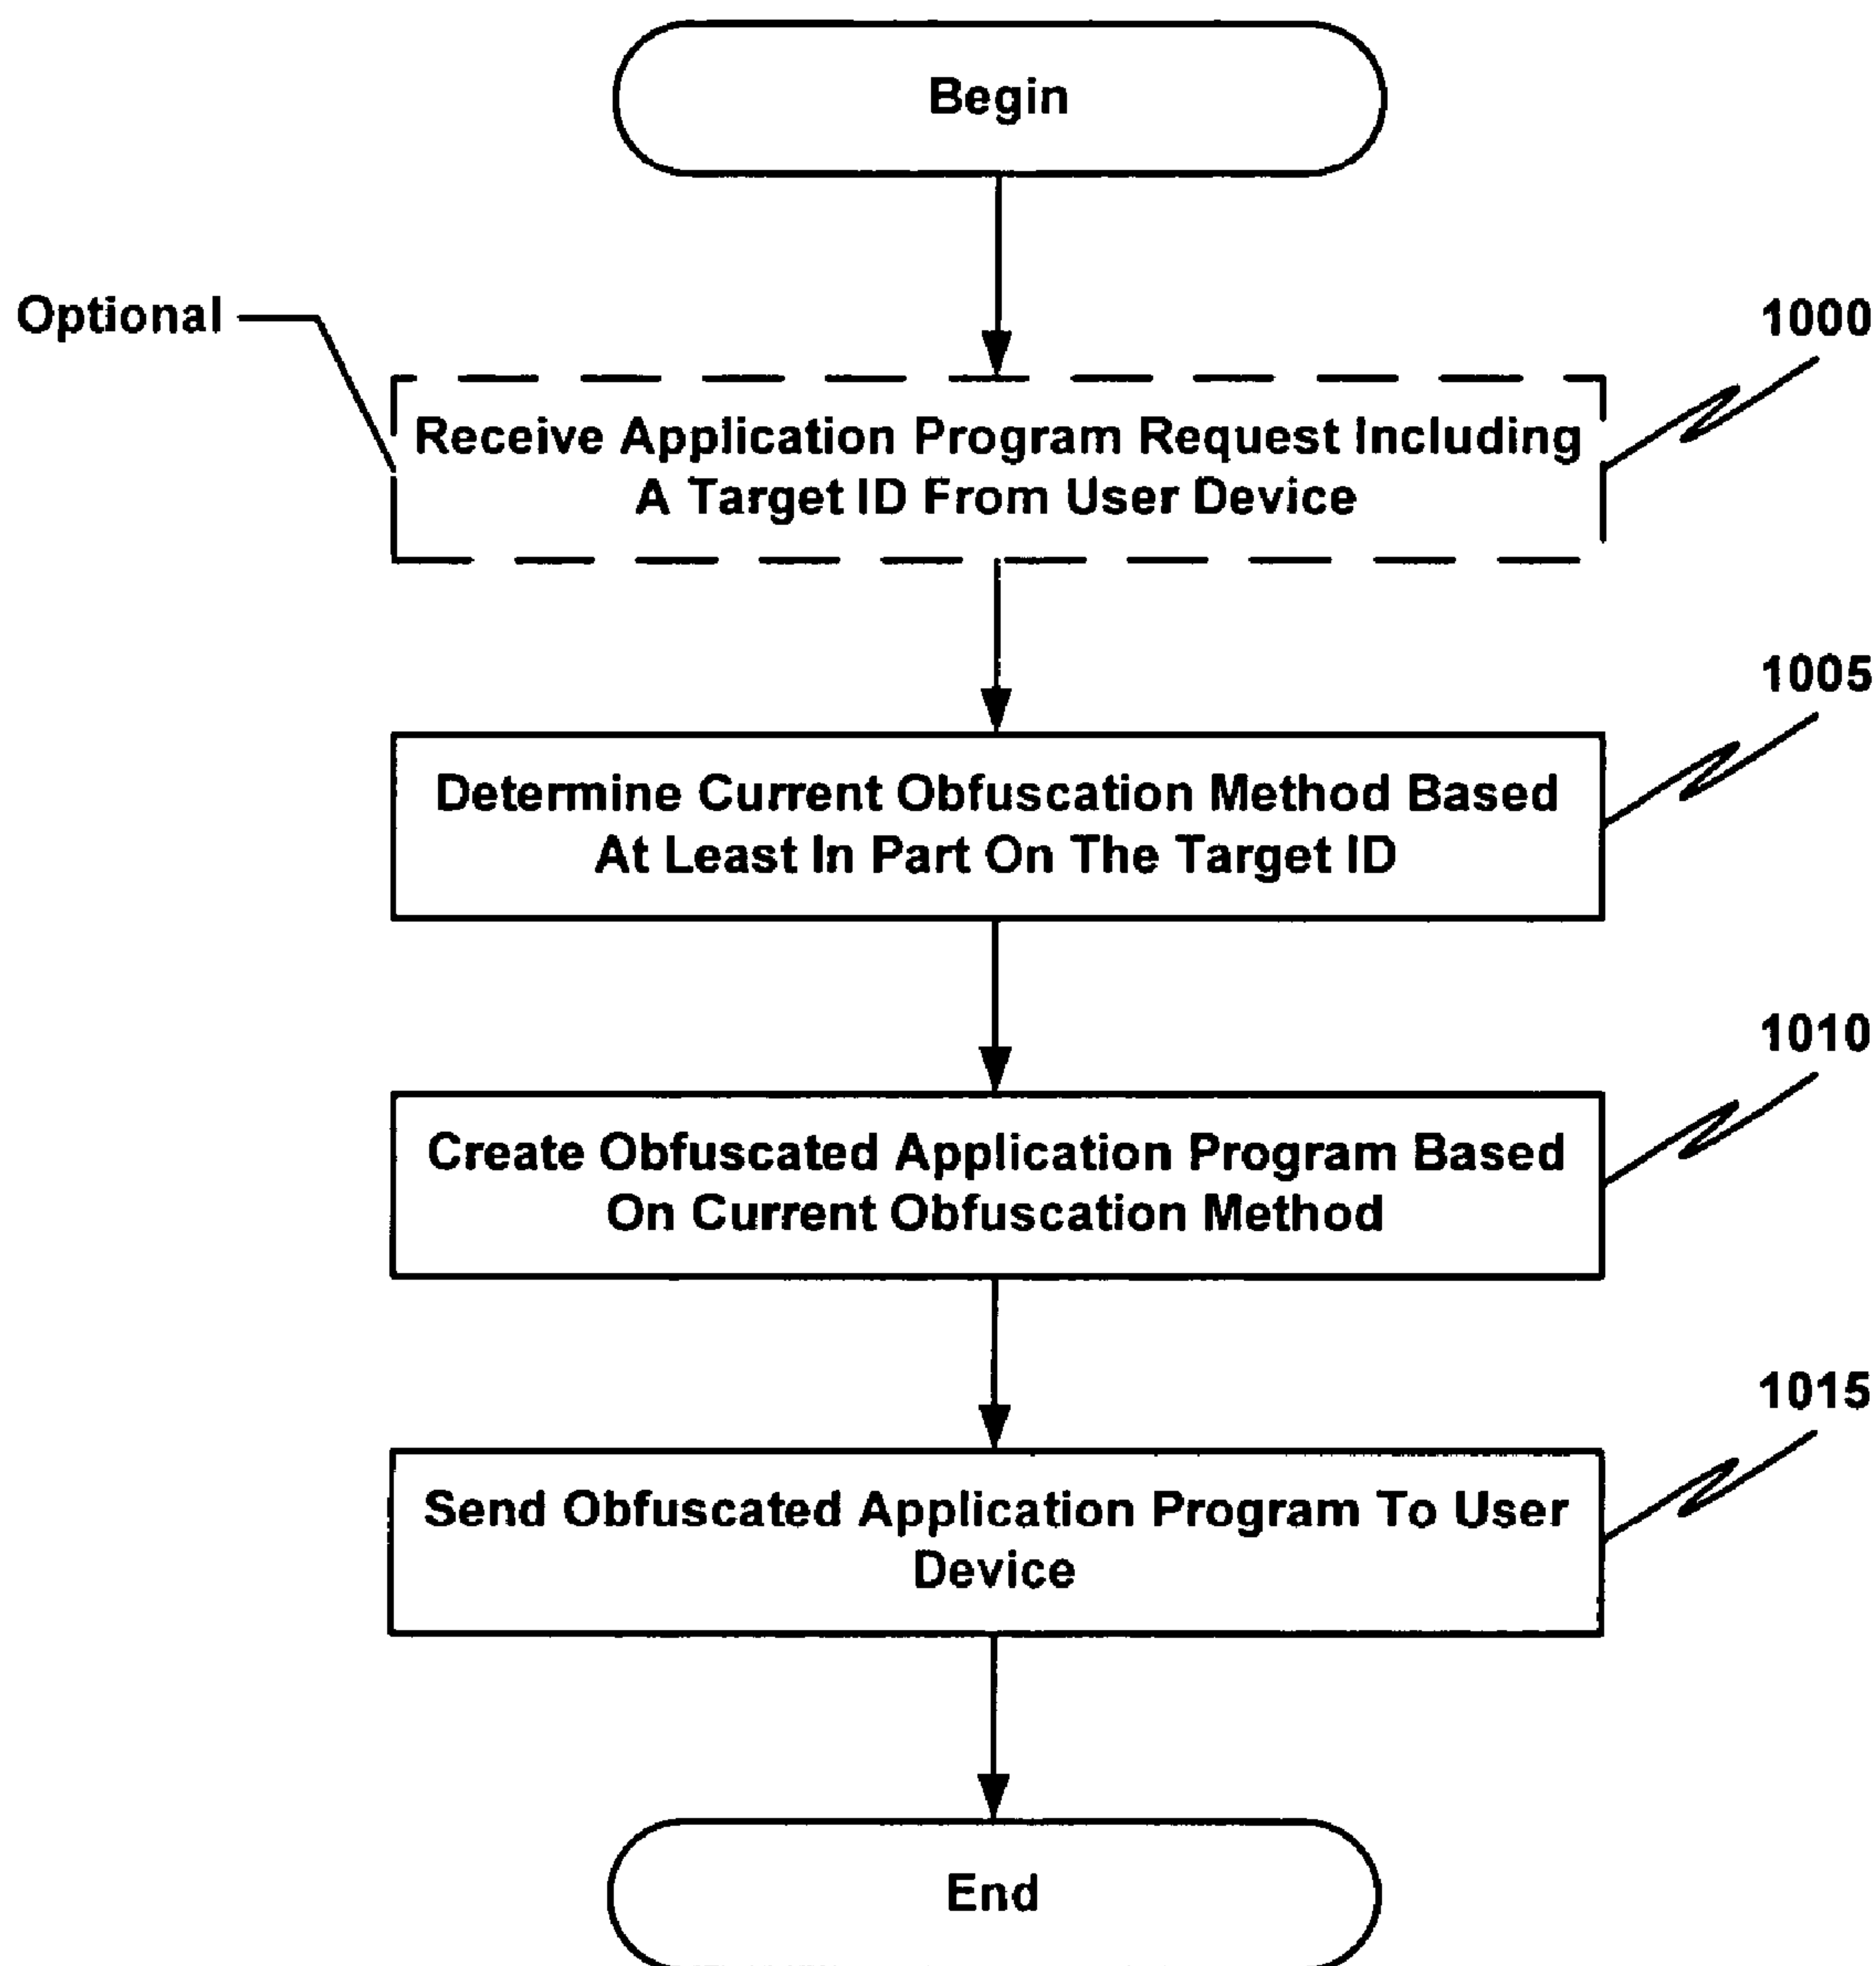 Begin
Optional
1000
Receive Application Program Request Including
A Target ID From User Device
1005
Determine Current Obfuscation Method Based
At Least In Part On The Target ID
1010
Create Obfuscated Application Program Based
On Current Obfuscation Method
1015
Send Obfuscated Application Program To User
Device
End